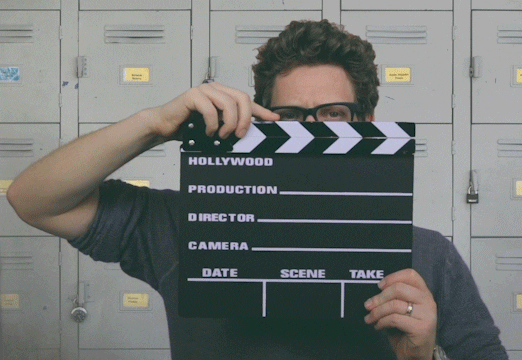 HOLLYWOOD
PRODUCTION
DIRECTOR
CAMERA
DATE SCENE TAKE